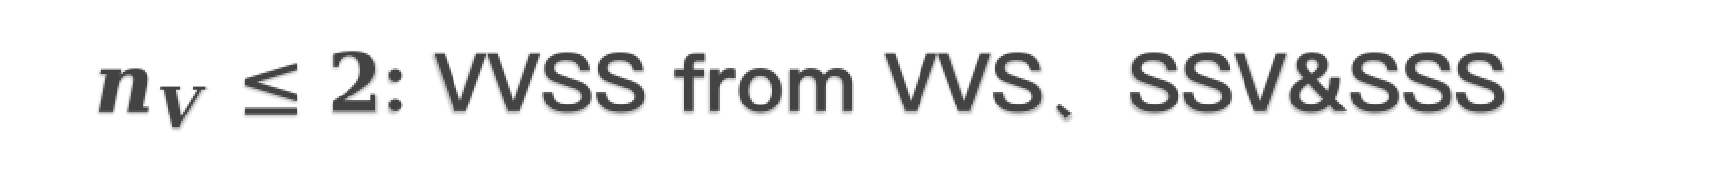 n_V ≤ 2: VVSS from VVS、SSV&SSS